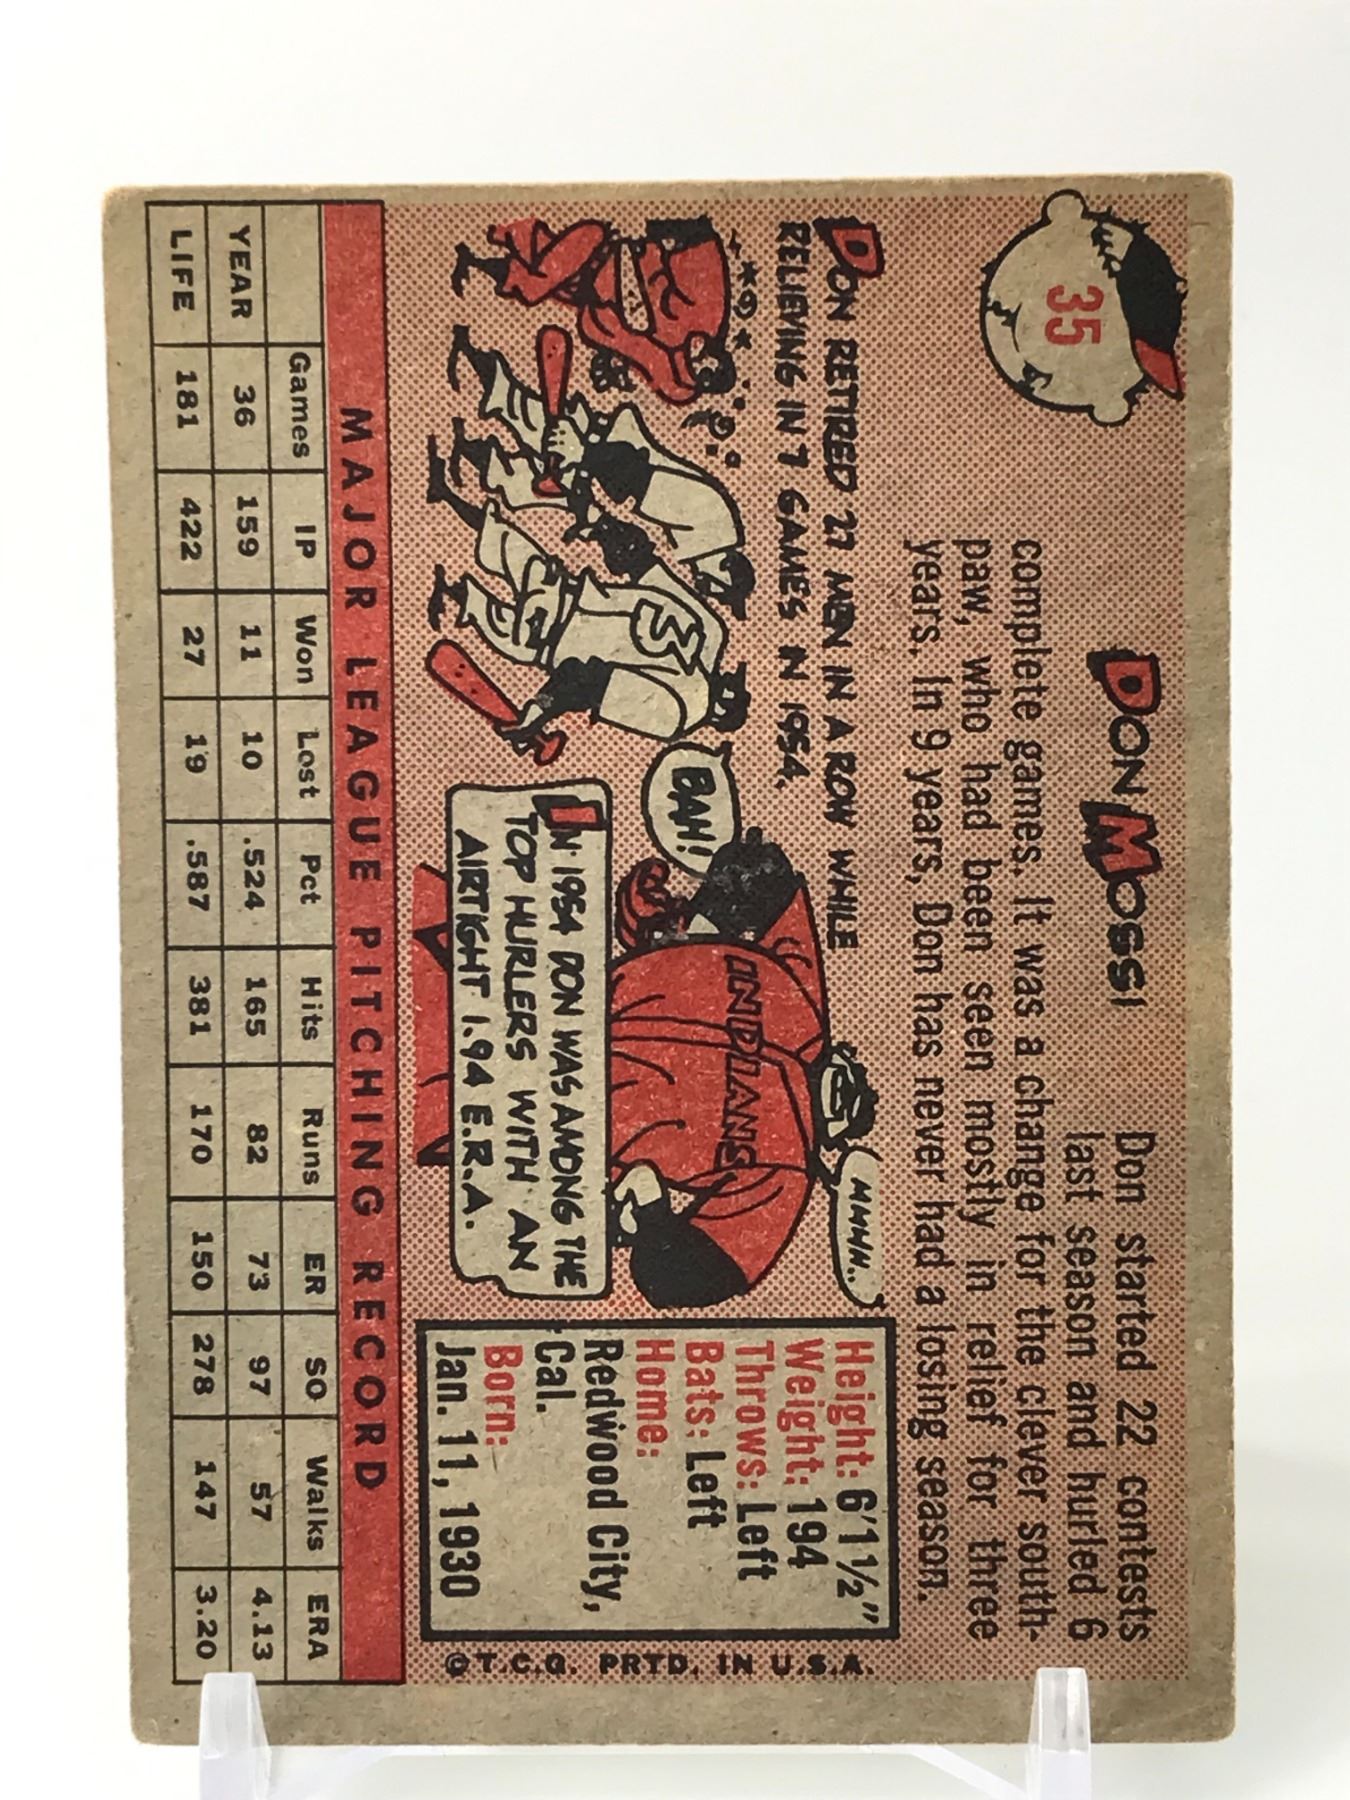 35
DON MOSSI
Don started 22 contests
last season and hurled 6
complete games. It was a change for the clever south-
paw, who had been seen mostly in relief for three
years. In 9 years, Don has never had a losing season.
DON RETIRED 27 MEN IN A ROW WHILE
RELIEVING IN 7 GAMES IN 1954.
BAH!
MMMN..
INDIANS
33
IN 1954 DON WAS AMONG THE
TOP HURLERS WITH AN
AIRTIGHT 1.94 E.R.A.
Height: 6'1½"
Weight: 194
Throws: Left
Bats: Left
Home:
Redwood City,
Cal.
Born:
Jan. 11, 1930
©T.C.G. PRTD. IN U.S.A.
MAJOR LEAGUE PITCHING RECORD
Games IP Won Lost Pct Hits Runs ER SO Walks ERA
YEAR 36 159 11 10 .524 165 82 73 97 57 4.13
LIFE 181 422 27 19 .587 381 170 150 278 147 3.20